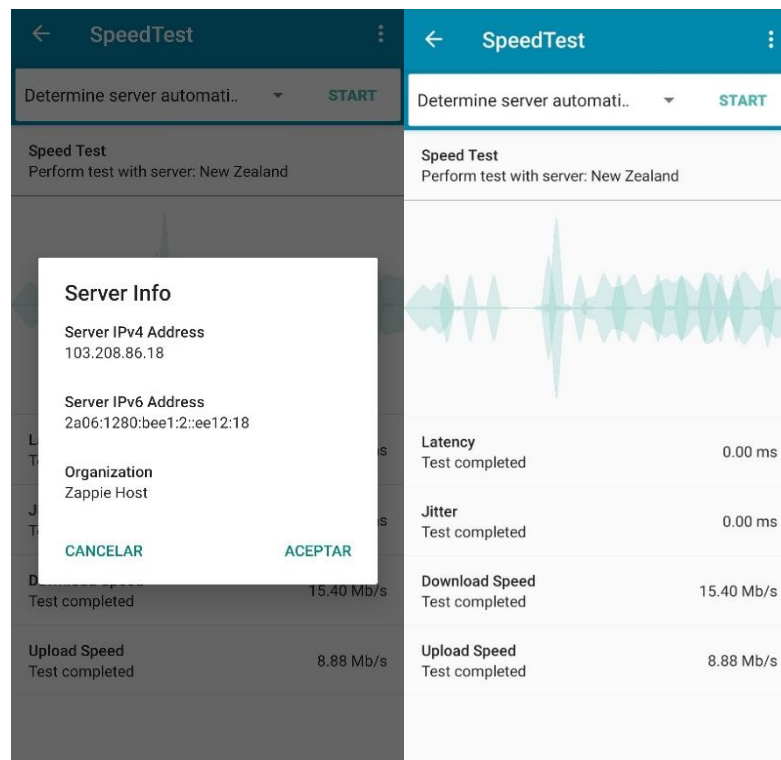 SpeedTest
Determine server automati..
START
Speed Test
Perform test with server: New Zealand
Server Info
Server IPv4 Address
103.208.86.18
Server IPv6 Address
2a06:1280:bee1:2::ee12:18
Organization
Zappie Host
CANCELAR
ACEPTAR
15.40 Mb/s
Test completed
Upload Speed
Test completed
8.88 Mb/s
SpeedTest
Determine server automati..
START
Speed Test
Perform test with server: New Zealand
Latency
Test completed
0.00 ms
Jitter
Test completed
0.00 ms
Download Speed
Test completed
15.40 Mb/s
Upload Speed
Test completed
8.88 Mb/s